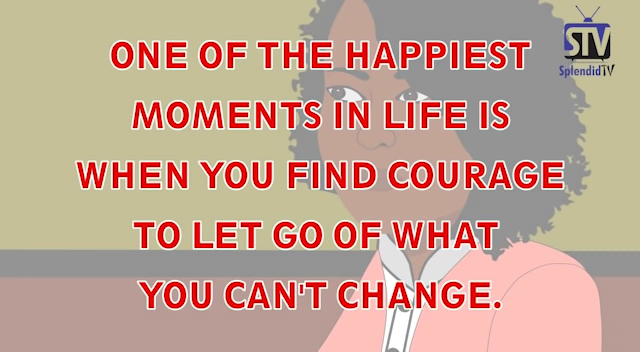 ONE OF THE HAPPIEST
MOMENTS IN LIFE IS
WHEN YOU FIND COURAGE
TO LET GO OF WHAT
YOU CAN'T CHANGE.
STV
SplendidTV